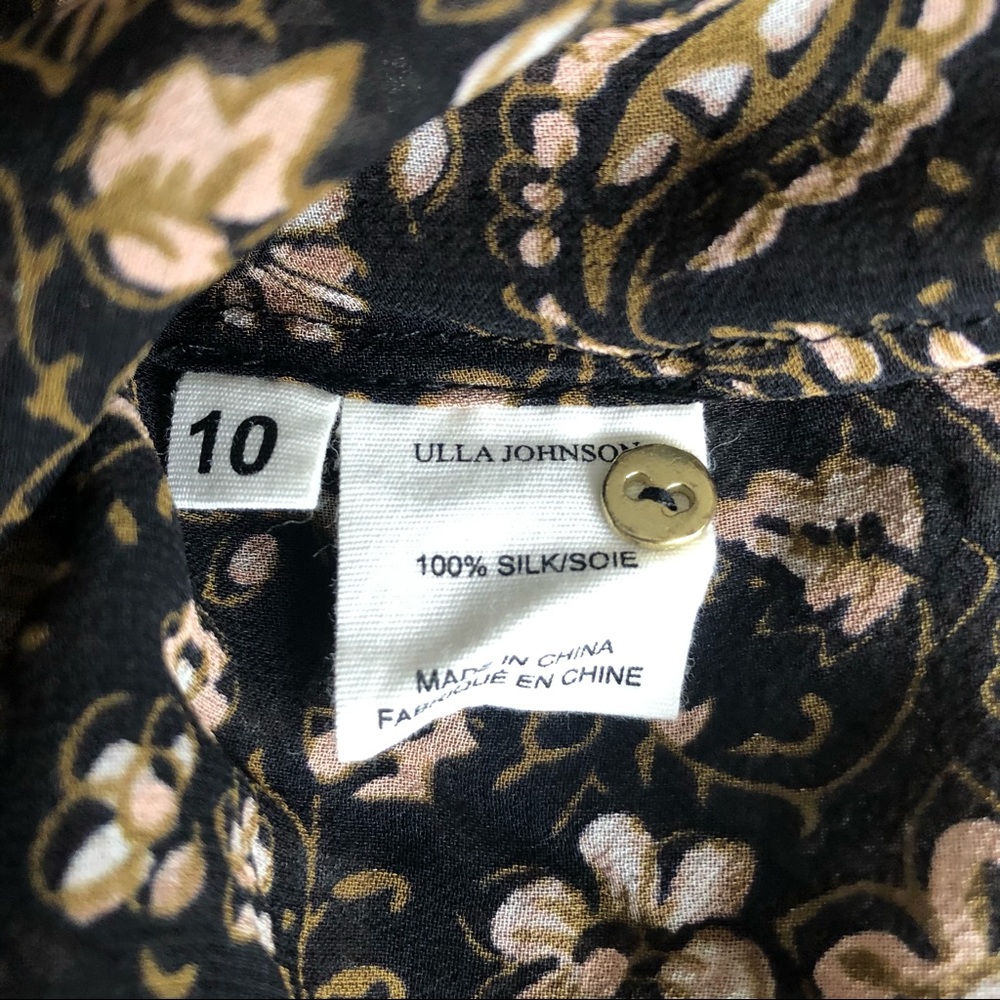 10
ULLA JOHNSON
100% SILK/SOIE
MADE IN CHINA
FABRIQUÉ EN CHINE